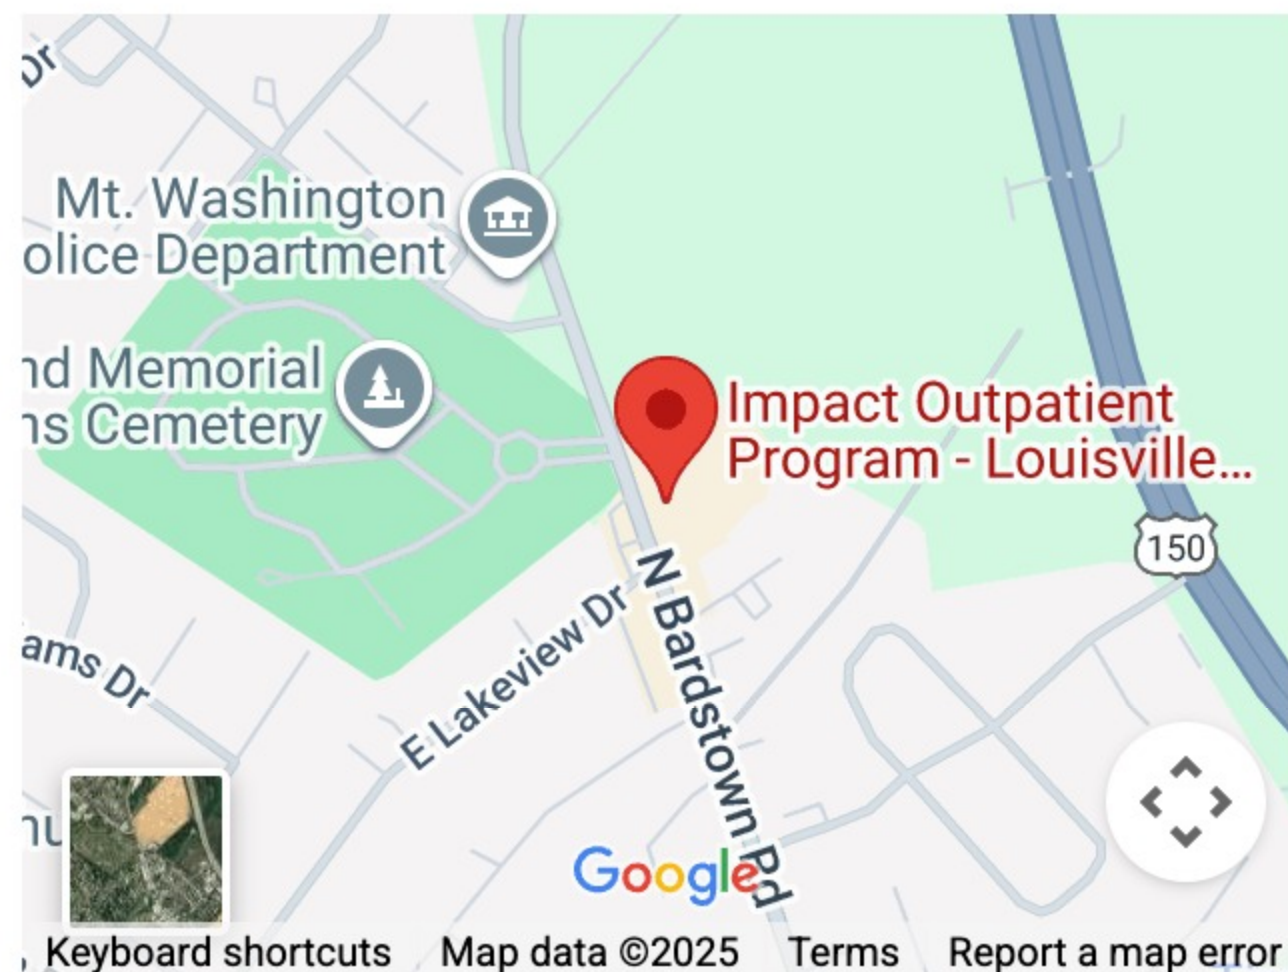 Dr
Mt. Washington
olice Department
nd Memorial
ns Cemetery
Impact Outpatient
Program - Louisville...
150
N Bardstown Rd
E Lakeview Dr
ams Dr
Google
Keyboard shortcuts
Map data ©2025
Terms
Report a map error